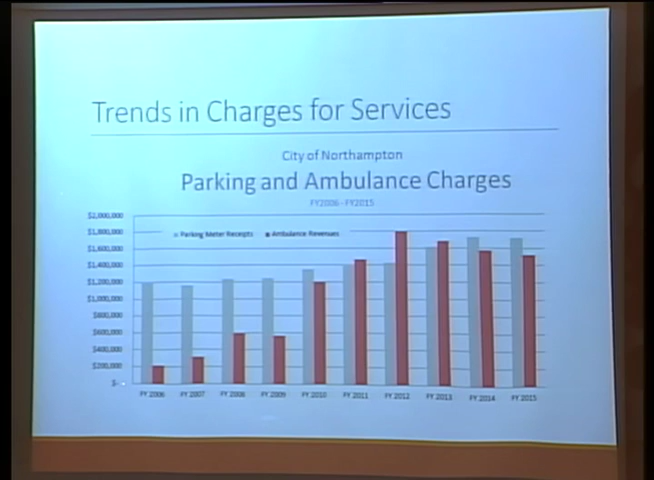 Trends in Charges for Services
City of Northampton
Parking and Ambulance Charges
FY2006-FY2015
$2,000,000
Parking Meter Receipts
Ambulance Revenues
$1,800,000
$1,600,000
$1,400,000
$1,200,000
$1,000,000
$800,000
$600,000
$400,000
$200,000
$-
FY 2006 FY 2007 FY 2008 FY 2009 FY 2010 FY 2011 FY 2012 FY 2013 FY 2014 FY 2015